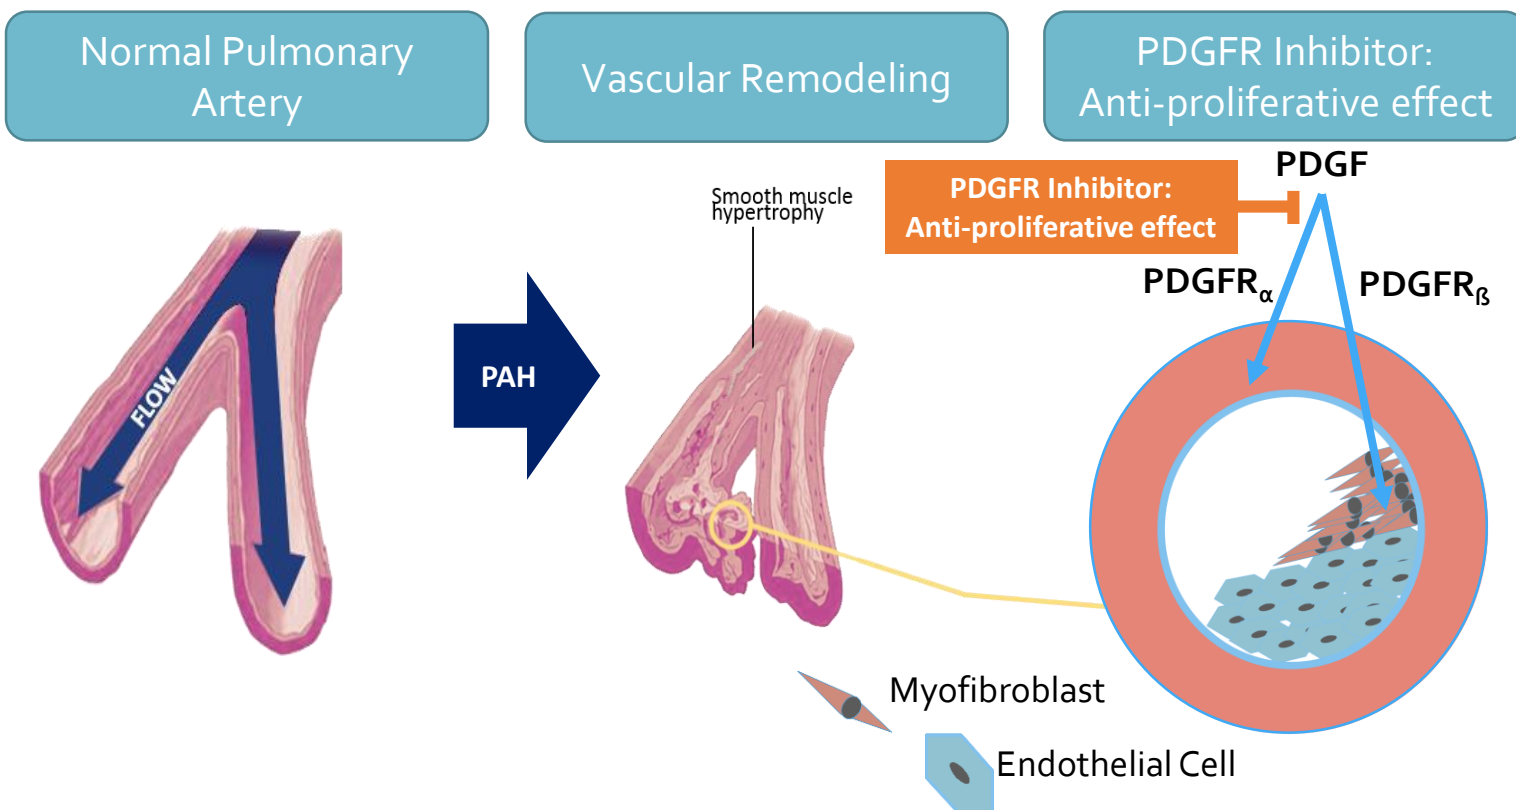 Normal Pulmonary
Artery
Vascular Remodeling
PDGFR Inhibitor:
Anti-proliferative effect
PDGF
PDGFR Inhibitor:
Anti-proliferative effect
Smooth muscle
hypertrophy
PDGFRα
PDGFRß
FLOW
PAH
Myofibroblast
Endothelial Cell